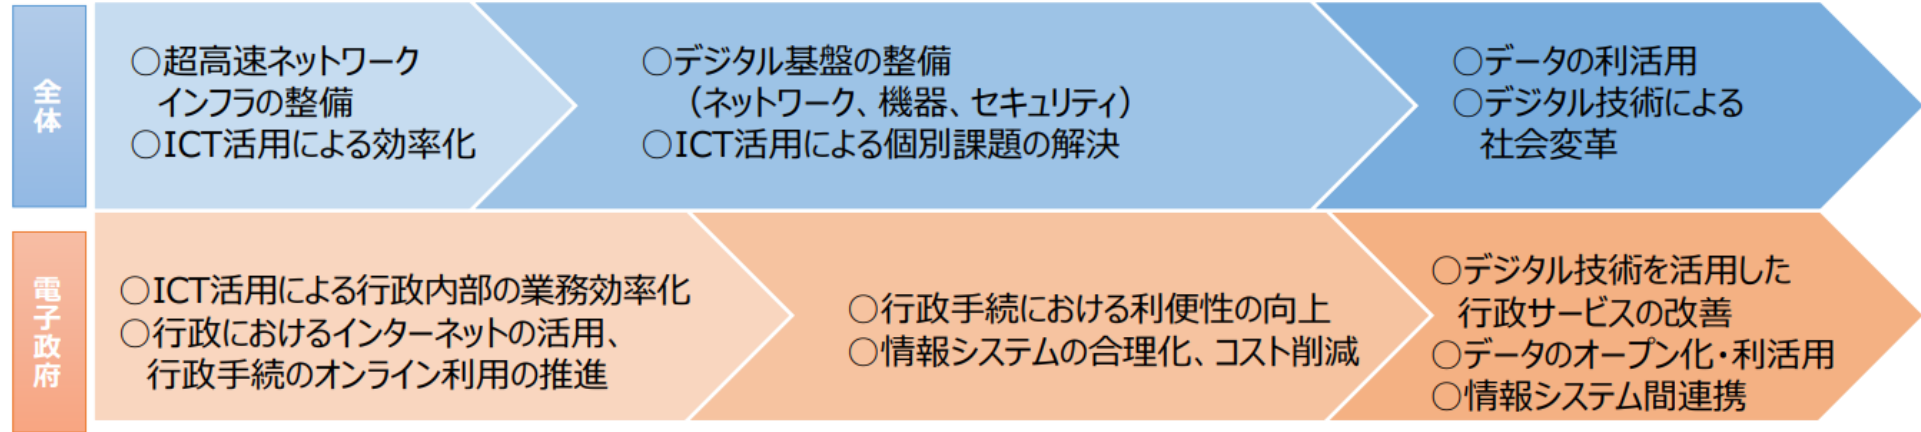 全体
○超高速ネットワーク
インフラの整備
○ICT活用による効率化
○デジタル基盤の整備
（ネットワーク、機器、セキュリティ）
○ICT活用による個別課題の解決
○データの利活用
○デジタル技術による
社会変革
電子政府
○ICT活用による行政内部の業務効率化
○行政におけるインターネットの活用、
行政手続のオンライン利用の推進
○行政手続における利便性の向上
○情報システムの合理化、コスト削減
○デジタル技術を活用した
行政サービスの改善
○データのオープン化・利活用
○情報システム間連携